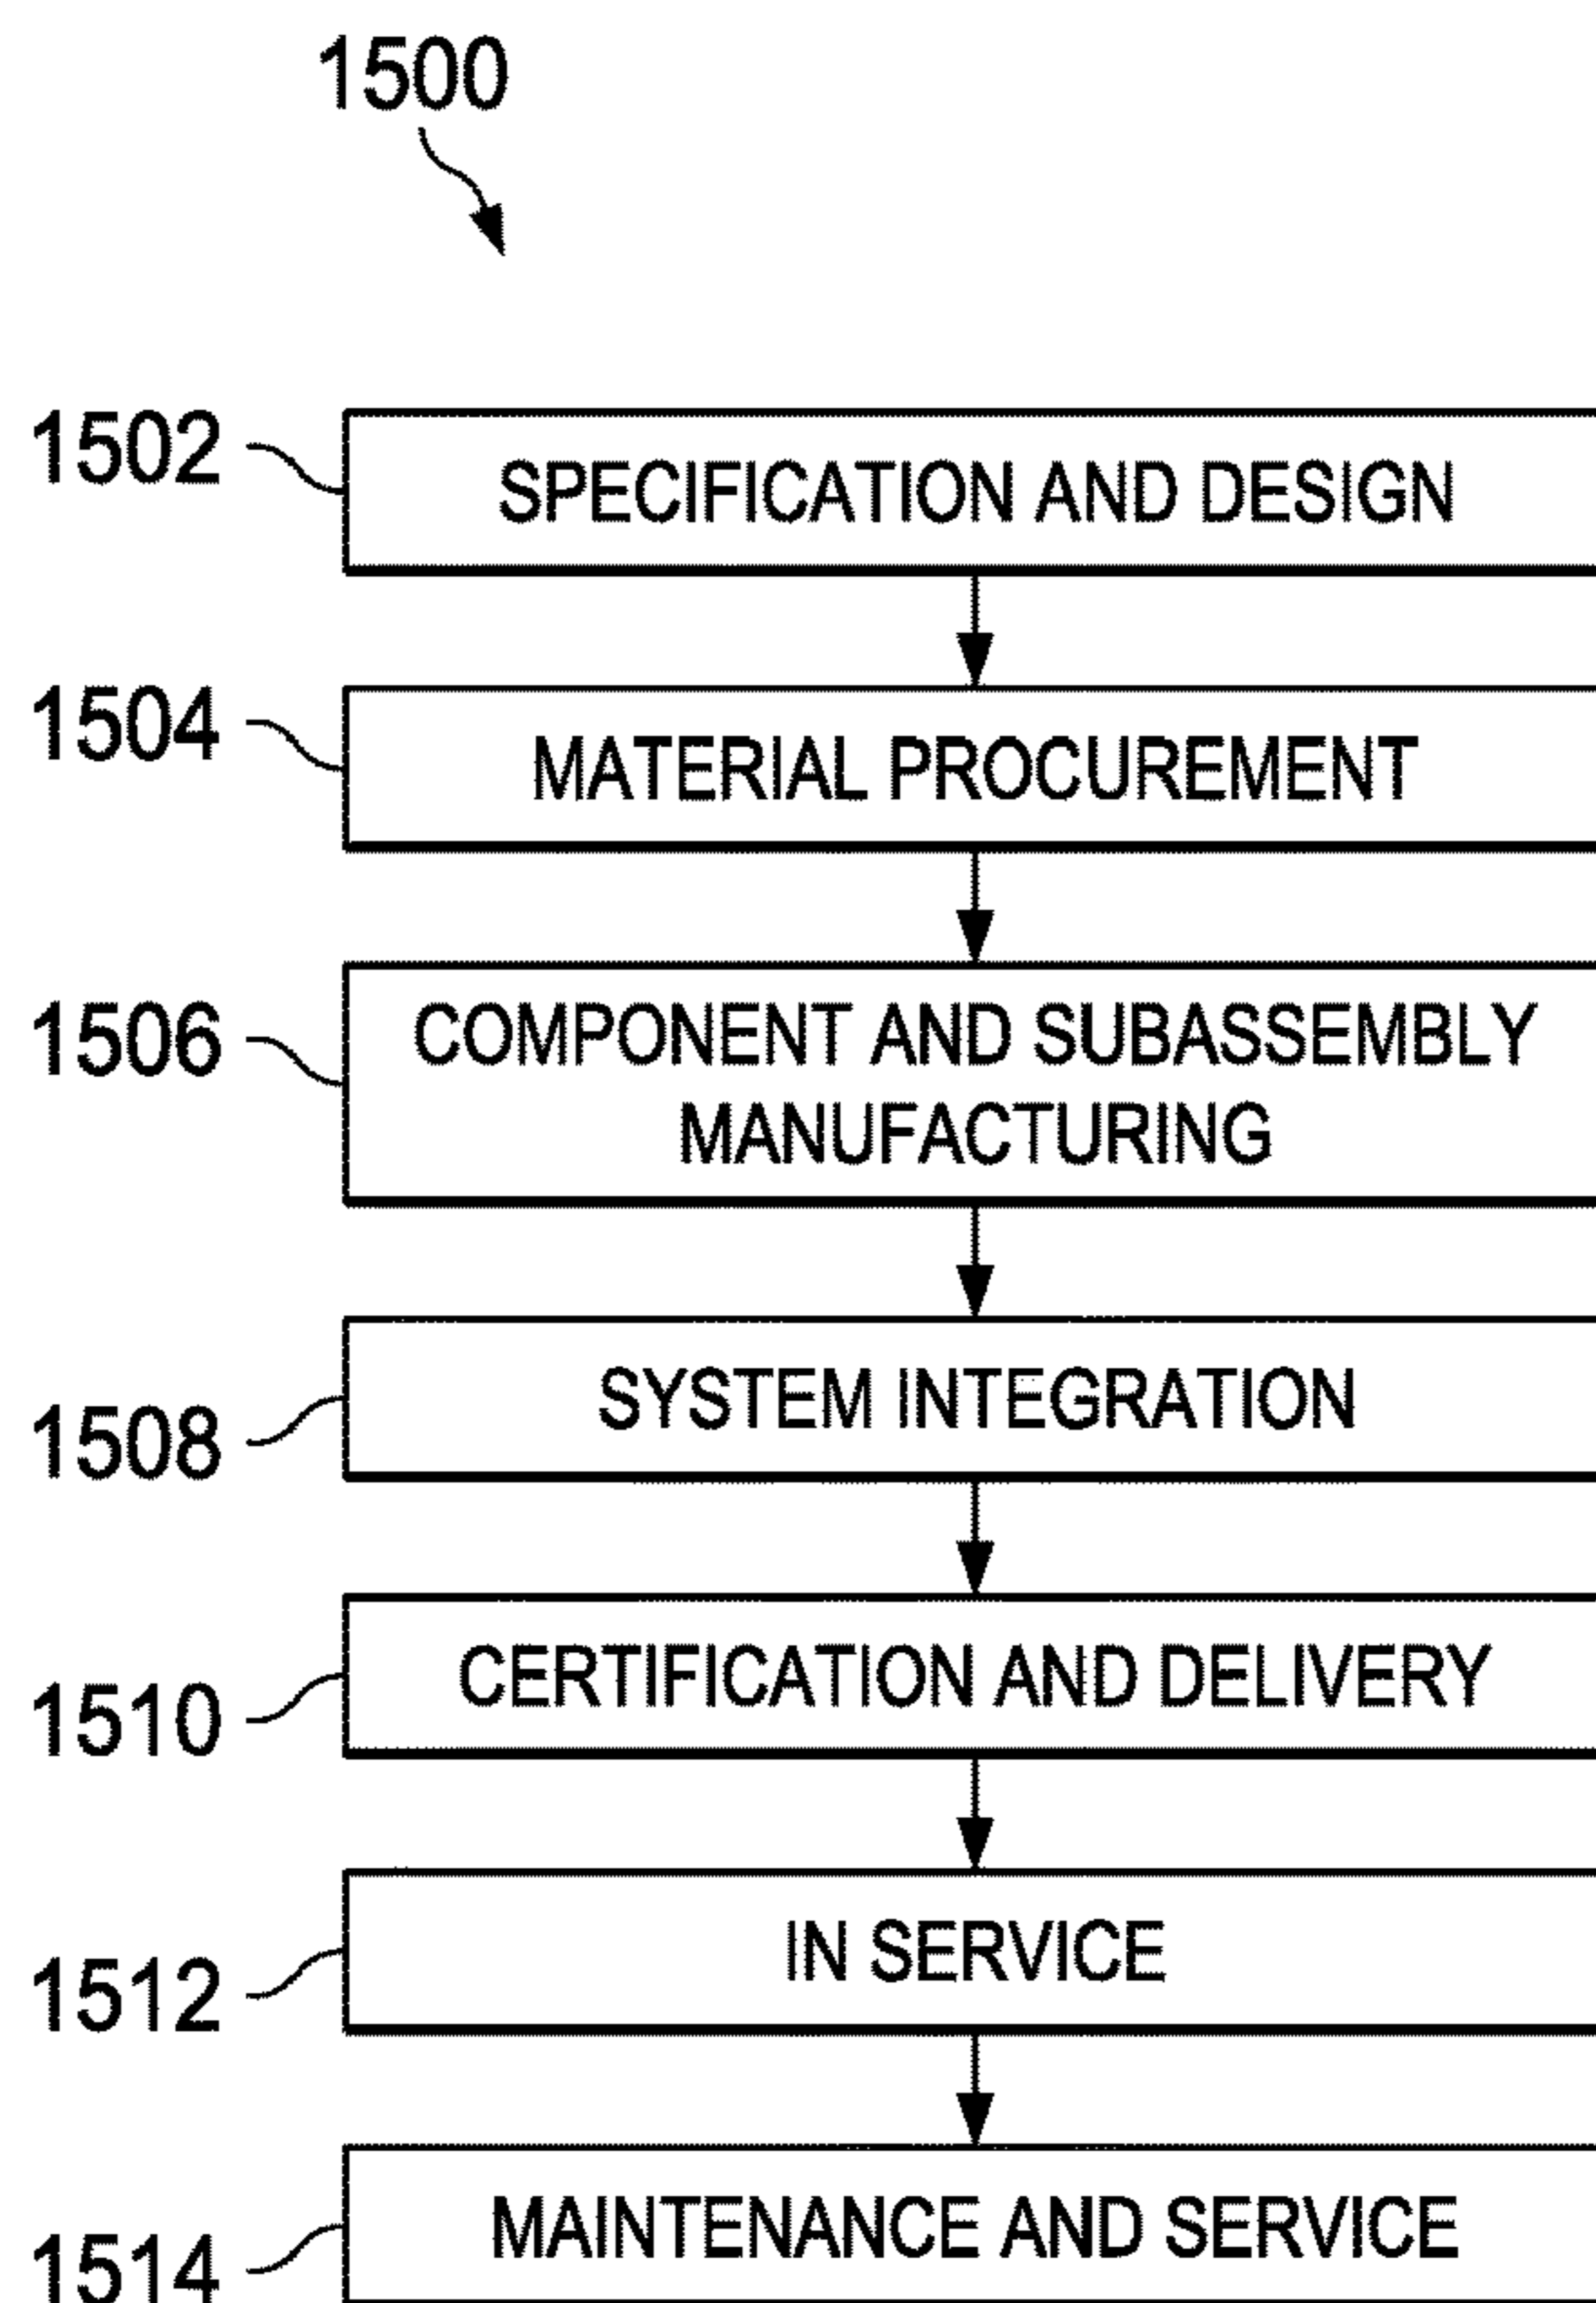 1500
1502
SPECIFICATION AND DESIGN
1504
MATERIAL PROCUREMENT
1506
COMPONENT AND SUBASSEMBLY
MANUFACTURING
1508
SYSTEM INTEGRATION
1510
CERTIFICATION AND DELIVERY
1512
IN SERVICE
1514
MAINTENANCE AND SERVICE